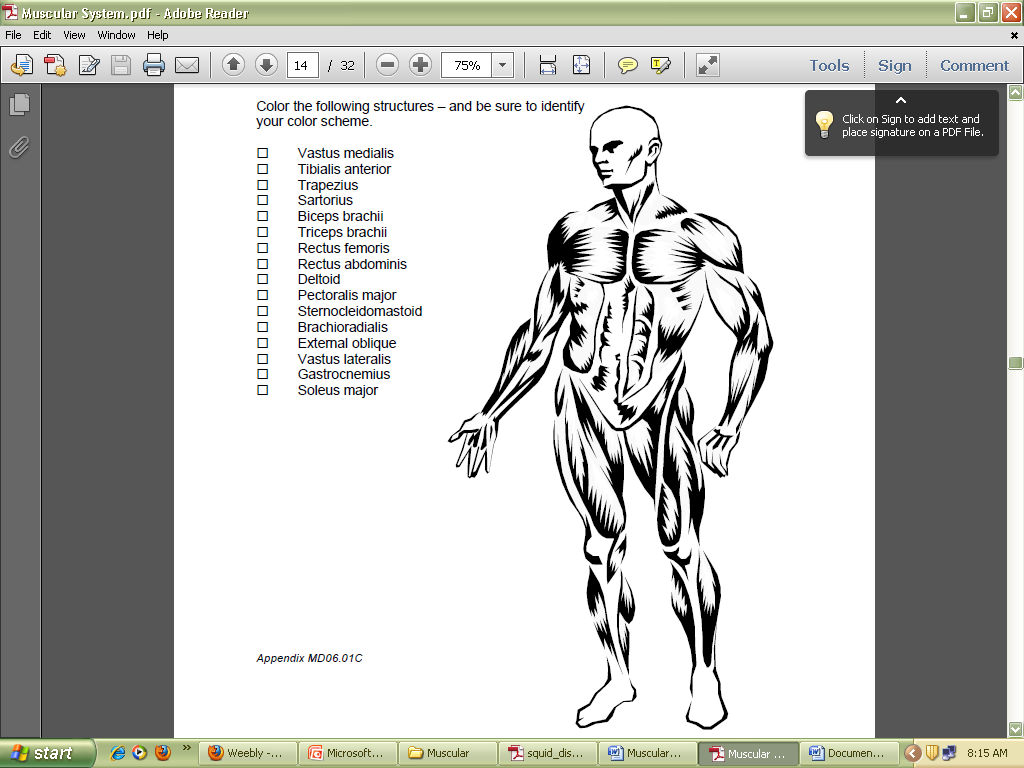 Muscular System.pdf - Adobe Reader
File Edit View Window Help
14 / 32 75% Tools Sign Comment
Click on Sign to add text and
place signature on a PDF File.
Color the following structures – and be sure to identify
your color scheme.
Vastus medialis
Tibialis anterior
Trapezius
Sartorius
Biceps brachii
Triceps brachii
Rectus femoris
Rectus abdominis
Deltoid
Pectoralis major
Sternocleidomastoid
Brachioradialis
External oblique
Vastus lateralis
Gastrocnemius
Soleus major
Appendix MD06.01C
start Weebly -... Microsoft... Muscular squid_dis... Muscular... Muscular ... Documen... 8:15 AM